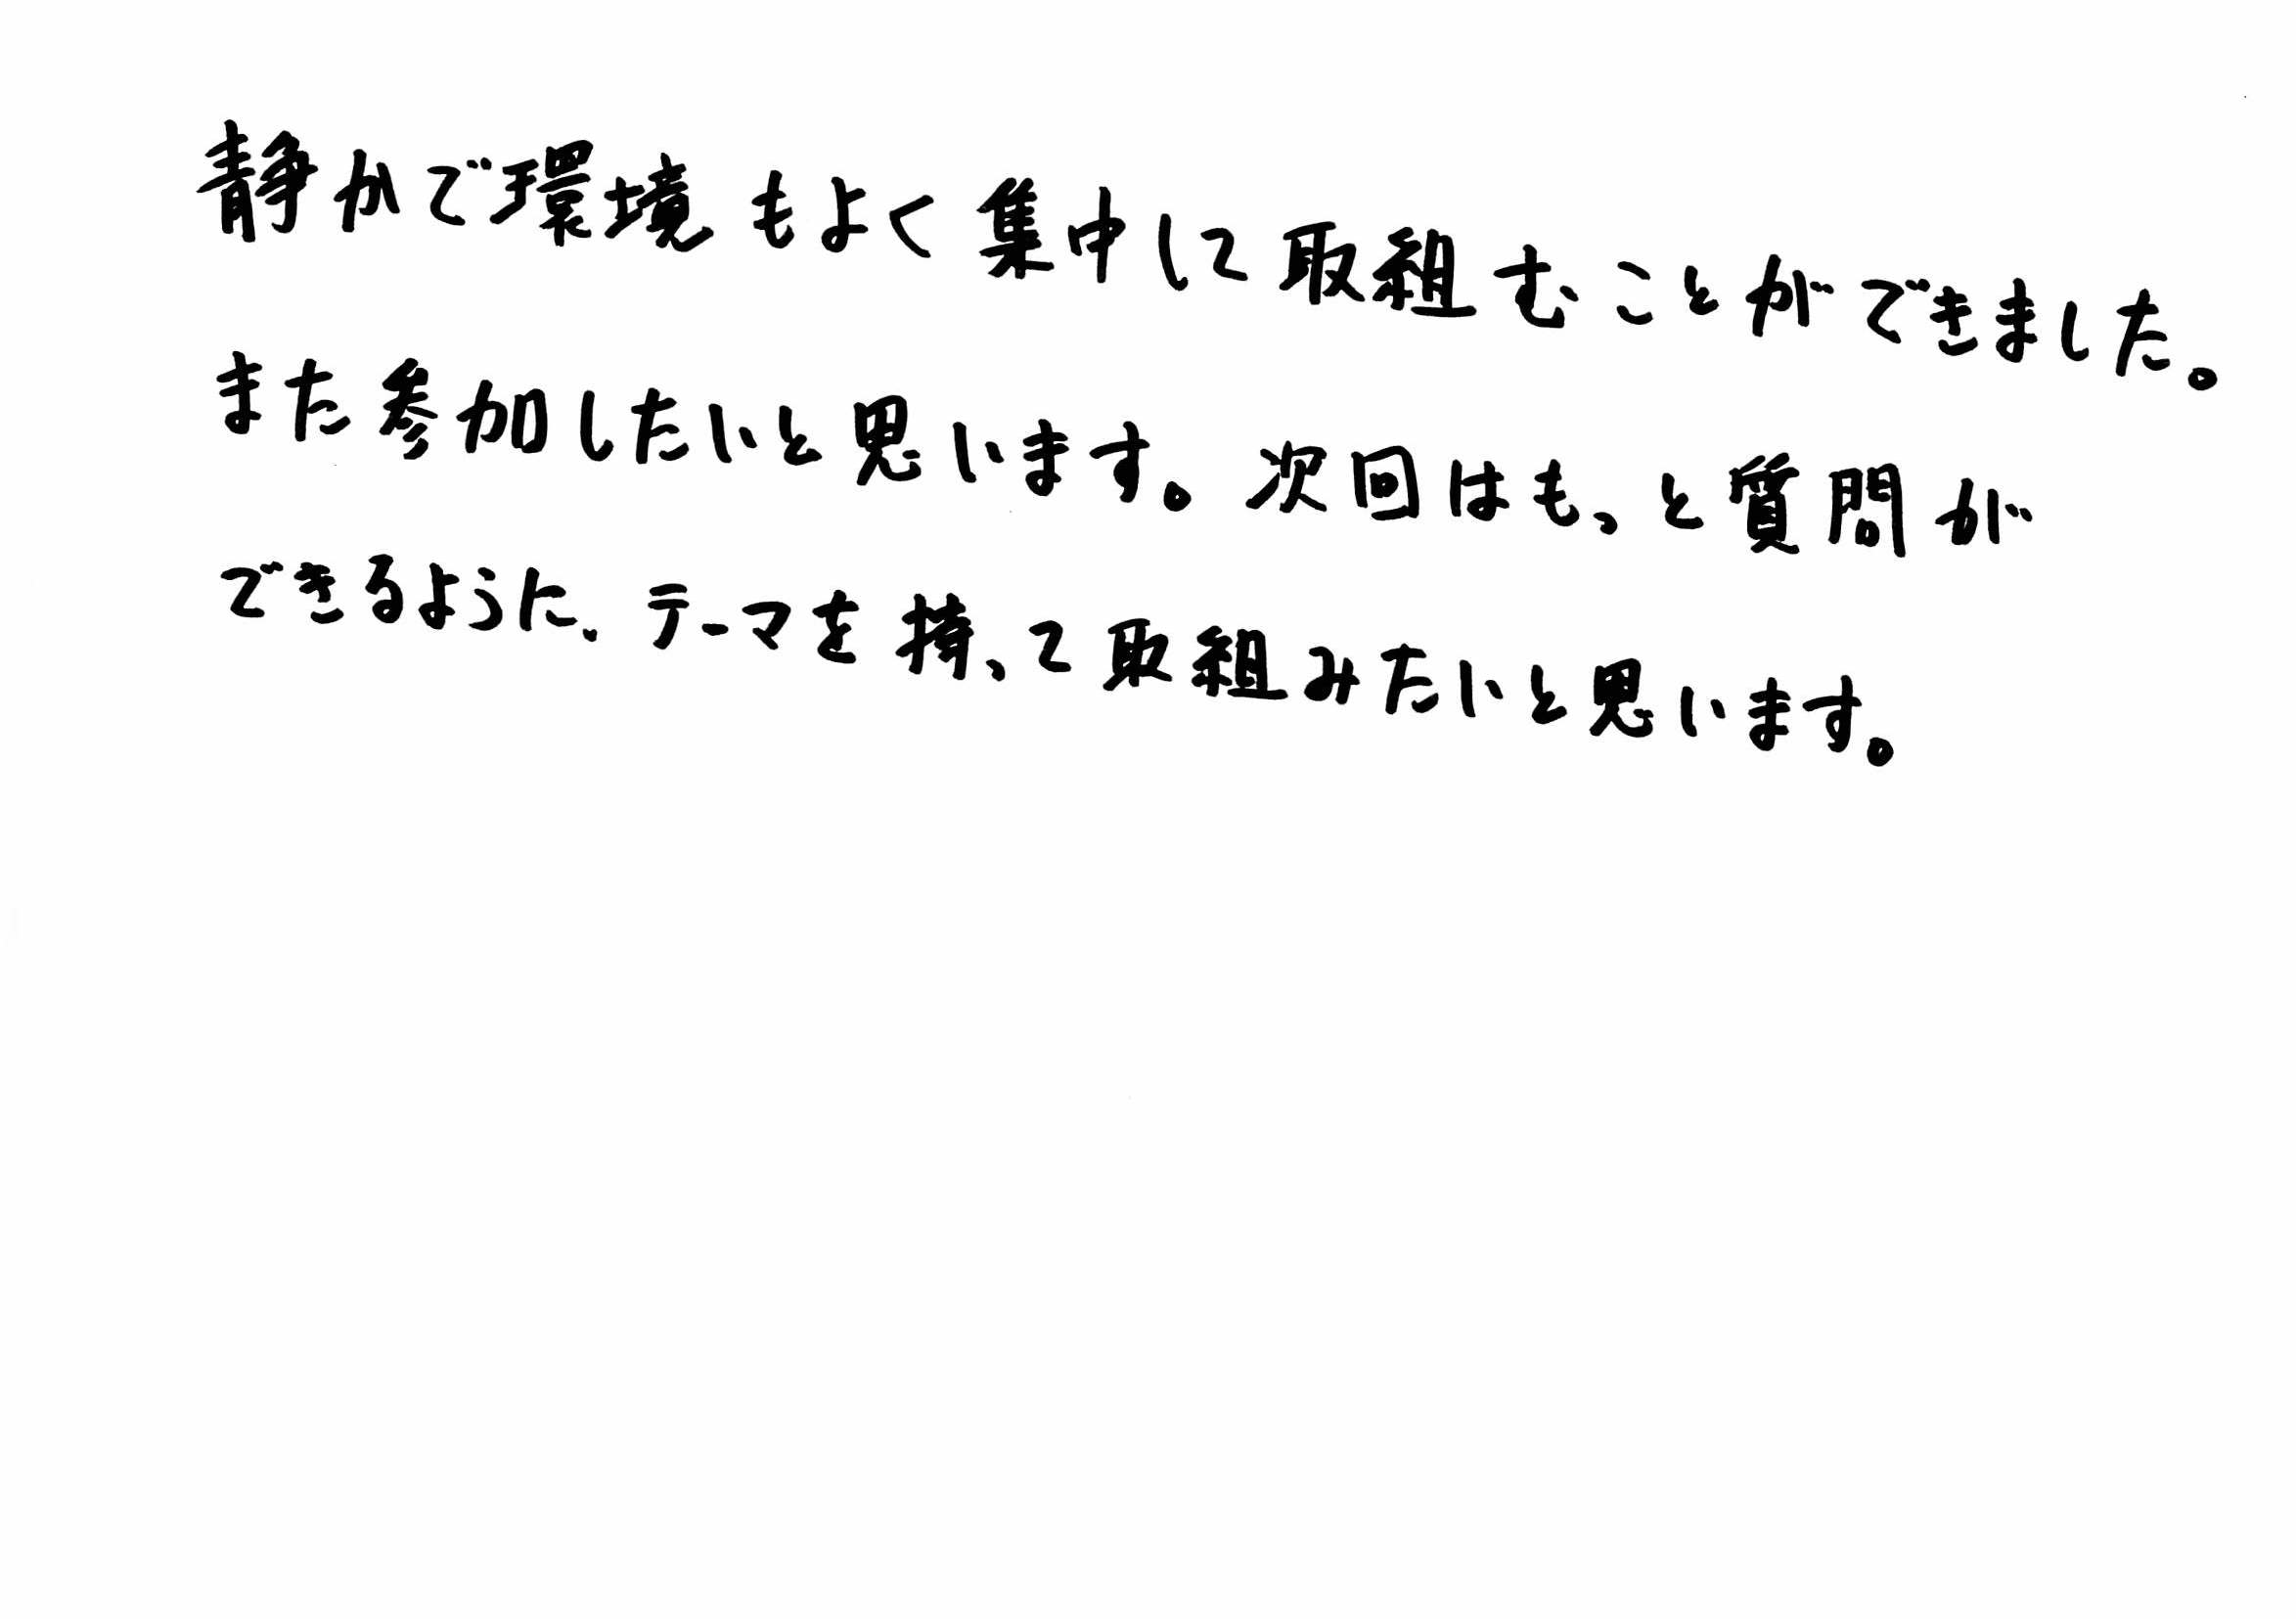 静かで環境もよく集中して取組むことができました。
また参加したいと思います。次回はもっと質問が
できるように、テーマを持って取組みたいと思います。